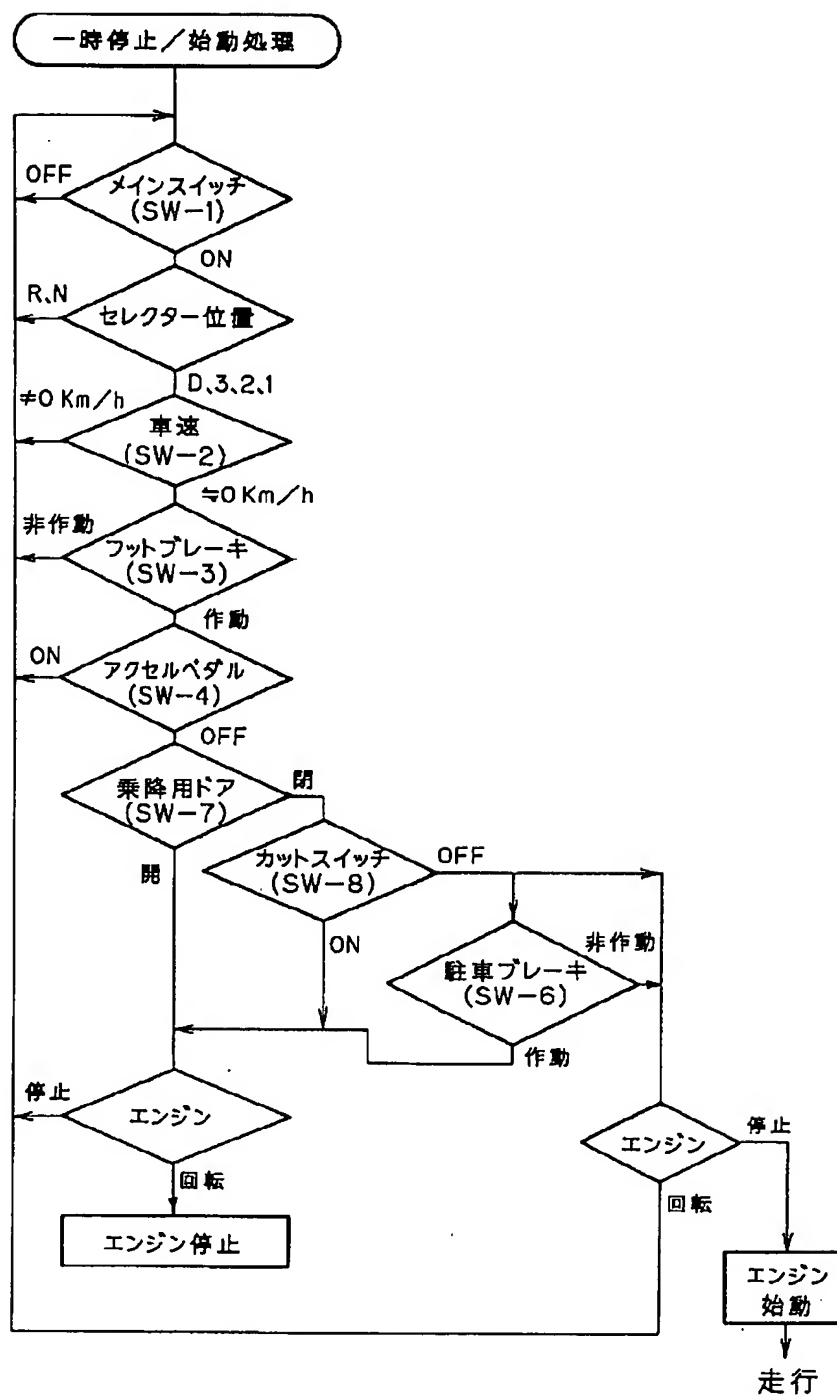 一時停止/始動処理
OFF
メインスイッチ
(SW-1)
ON
R、N
セレクター位置
D、3、2、1
≠0 Km/h
車速
(SW-2)
≒0 Km/h
非作動
フットブレーキ
(SW-3)
作動
ON
アクセルペダル
(SW-4)
OFF
乗降用ドア
(SW-7)
閉
開
カットスイッチ
(SW-8)
OFF
ON
非作動
駐車ブレーキ
(SW-6)
作動
停止
エンジン
回転
エンジン停止
エンジン
停止
回転
エンジン
始動
走行